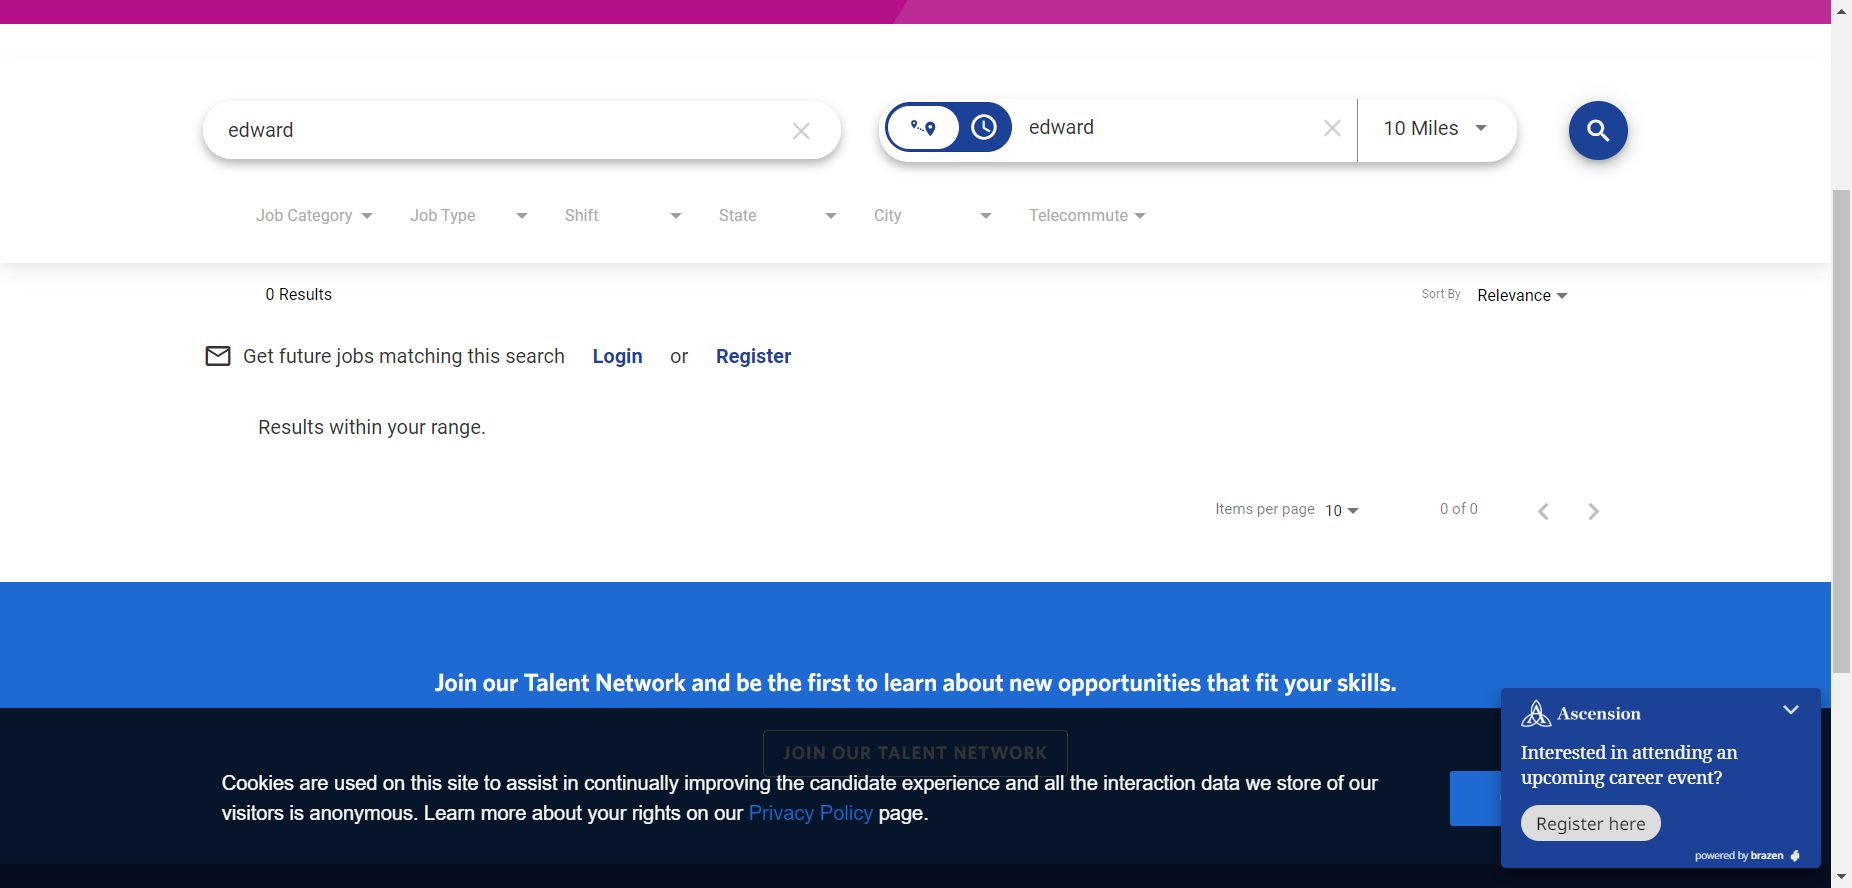 edward
edward
10 Miles
Job Category
Job Type
Shift
State
City
Telecommute
0 Results
Sort By
Relevance
Get future jobs matching this search Login or Register
Results within your range.
Items per page 10
0 of 0
Join our Talent Network and be the first to learn about new opportunities that fit your skills.
JOIN OUR TALENT NETWORK
Cookies are used on this site to assist in continually improving the candidate experience and all the interaction data we store of our
visitors is anonymous. Learn more about your rights on our Privacy Policy page.
Ascension
Interested in attending an
upcoming career event?
Register here
powered by brazen